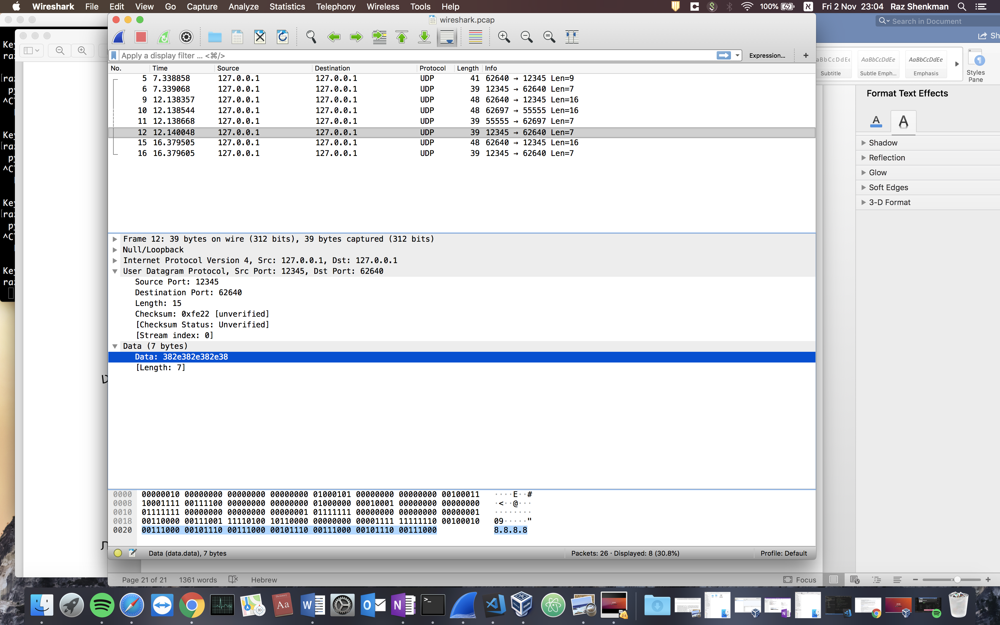 Wireshark File Edit View Go Capture Analyze Statistics Telephony Wireless Tools Help 100% Fri 2 Nov 23:04 Raz Shenkman
wireshark.pcap
Search in Document
Apply a display filter ... <⌘/> Expression... +
No. Time Source Destination Protocol Length Info
5 7.338858 127.0.0.1 127.0.0.1 UDP 41 62640 → 12345 Len=9
6 7.339068 127.0.0.1 127.0.0.1 UDP 39 12345 → 62640 Len=7
9 12.138357 127.0.0.1 127.0.0.1 UDP 48 62640 → 12345 Len=16
10 12.138544 127.0.0.1 127.0.0.1 UDP 48 62697 → 55555 Len=16
11 12.138668 127.0.0.1 127.0.0.1 UDP 39 55555 → 62697 Len=7
12 12.140048 127.0.0.1 127.0.0.1 UDP 39 12345 → 62640 Len=7
15 16.379505 127.0.0.1 127.0.0.1 UDP 48 62640 → 12345 Len=16
16 16.379605 127.0.0.1 127.0.0.1 UDP 39 12345 → 62640 Len=7
Frame 12: 39 bytes on wire (312 bits), 39 bytes captured (312 bits)
Null/Loopback
Internet Protocol Version 4, Src: 127.0.0.1, Dst: 127.0.0.1
User Datagram Protocol, Src Port: 12345, Dst Port: 62640
Source Port: 12345
Destination Port: 62640
Length: 15
Checksum: 0xfe22 [unverified]
[Checksum Status: Unverified]
[Stream index: 0]
Data (7 bytes)
Data: 382e382e382e38
[Length: 7]
0000 00000010 00000000 00000000 00000000 01000101 00000000 00000000 00100011 ····E··#
0008 10001111 00111100 00000000 00000000 01000000 00010001 00000000 00000000 ·<··@···
0010 01111111 00000000 00000000 00000001 01111111 00000000 00000000 00000001 ········
0018 00110000 00111001 11110100 10110000 00000000 00001111 11111110 00100010 09·····"
0020 00111000 00101110 00111000 00101110 00111000 00101110 00111000 8.8.8.8
Data (data.data), 7 bytes Packets: 26 · Displayed: 8 (30.8%) Profile: Default
AaBbCcDdEe AaBbCcDdEe
Subtitle Subtle Emph... Emphasis
Styles
Pane
Format Text Effects
Shadow
Reflection
Glow
Soft Edges
3-D Format
Page 21 of 21 1361 words Hebrew Focus